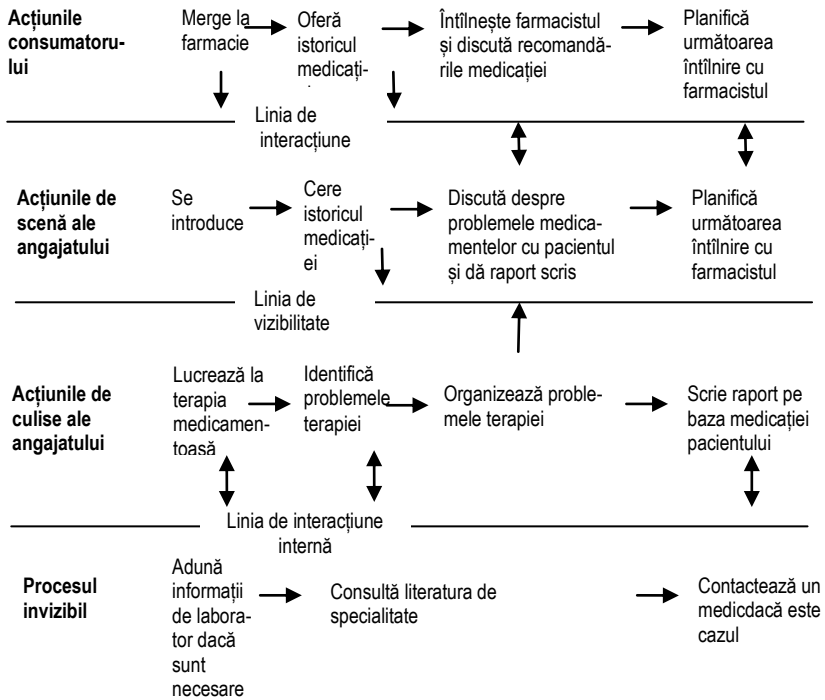 Acțiunile
consumatoru-
lui
Merge la
farmacie
Oferă
istoricul
medicați-
Întîlnește farmacistul
și discută recomandă-
rile medicației
Planifică
următoarea
întîlnire cu
farmacistul
Linia de
interacțiune
Acțiunile de
scenă ale
angajatului
Se
introduce
Cere
istoricul
medicați-
ei
Discută despre
problemele medica-
mentelor cu pacientul
și dă raport scris
Planifică
următoarea
întîlnire cu
farmacistul
Linia de
vizibilitate
Acțiunile de
culise ale
angajatului
Lucrează la
terapia
medicamen-
toasă
Identifică
problemele
terapiei
Organizează proble-
mele terapiei
Scrie raport pe
baza medicației
pacientului
Linia de interacțiune
internă
Procesul
invizibil
Adună
informații
de labora-
tor dacă
sunt
necesare
Consultă literatura de
specialitate
Contactează un
medicdacă este
cazul